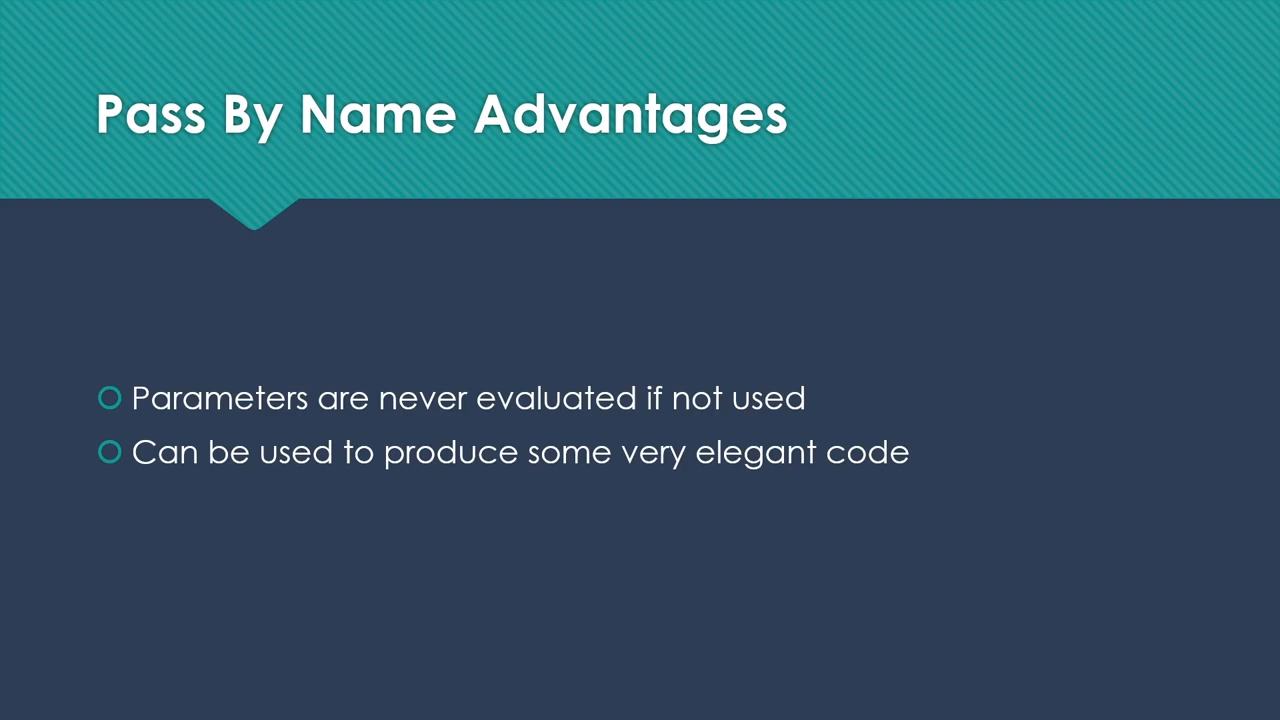 Pass By Name Advantages
Parameters are never evaluated if not used
Can be used to produce some very elegant code